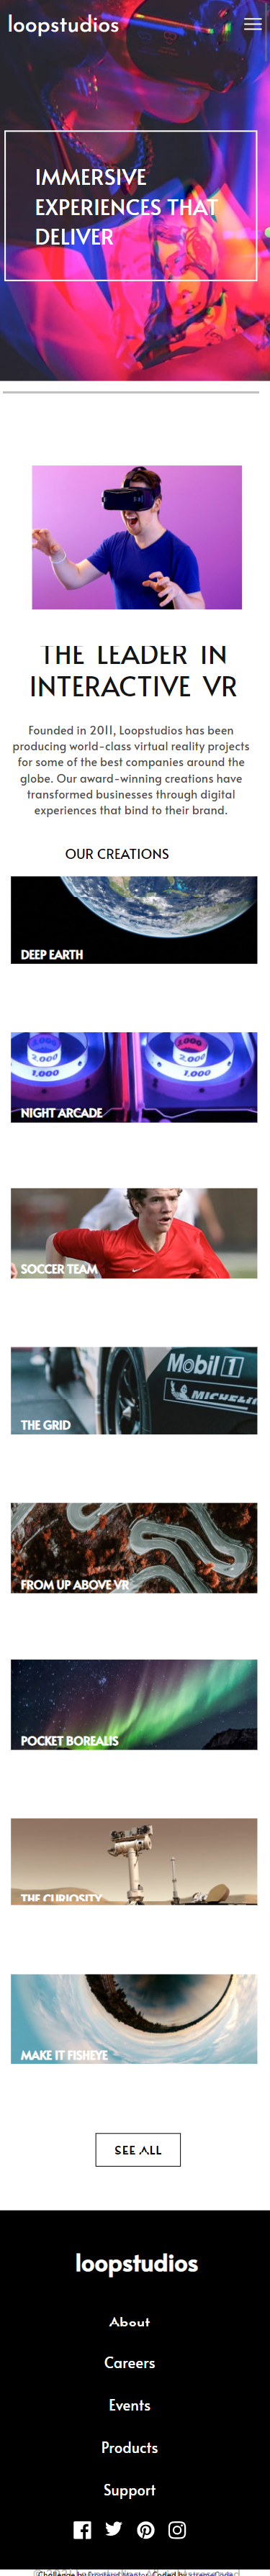 loopstudios
IMMERSIVE
EXPERIENCES THAT
DELIVER
THE LEADER IN
INTERACTIVE VR
Founded in 2011, Loopstudios has been
producing world-class virtual reality projects
for some of the best companies around the
globe. Our award-winning creations have
transformed businesses through digital
experiences that bind to their brand.
OUR CREATIONS
DEEP EARTH
2,000
1,000
1,000
2,000
1,000
NIGHT ARCADE
SOCCER TEAM
Mobil 1
MICHELIN
THE GRID
FROM UP ABOVE VR
POCKET BOREALIS
THE CURIOSITY
MAKE IT FISHEYE
SEE ALL
loopstudios
About
Careers
Events
Products
Support
Challenge by Frontend Mentor. Coded by